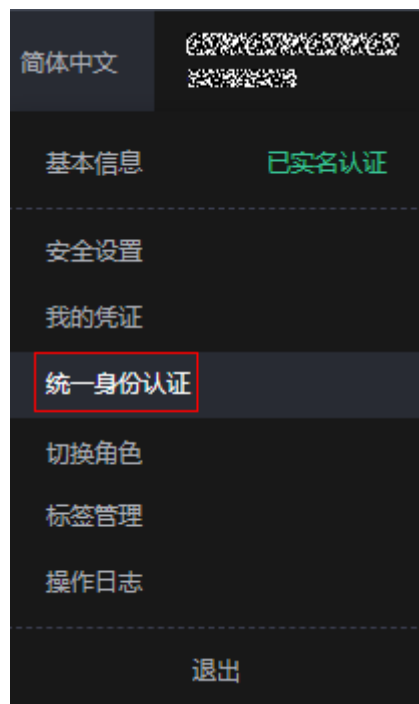 简体中文
基本信息 已实名认证
安全设置
我的凭证
统一身份认证
切换角色
标签管理
操作日志
退出